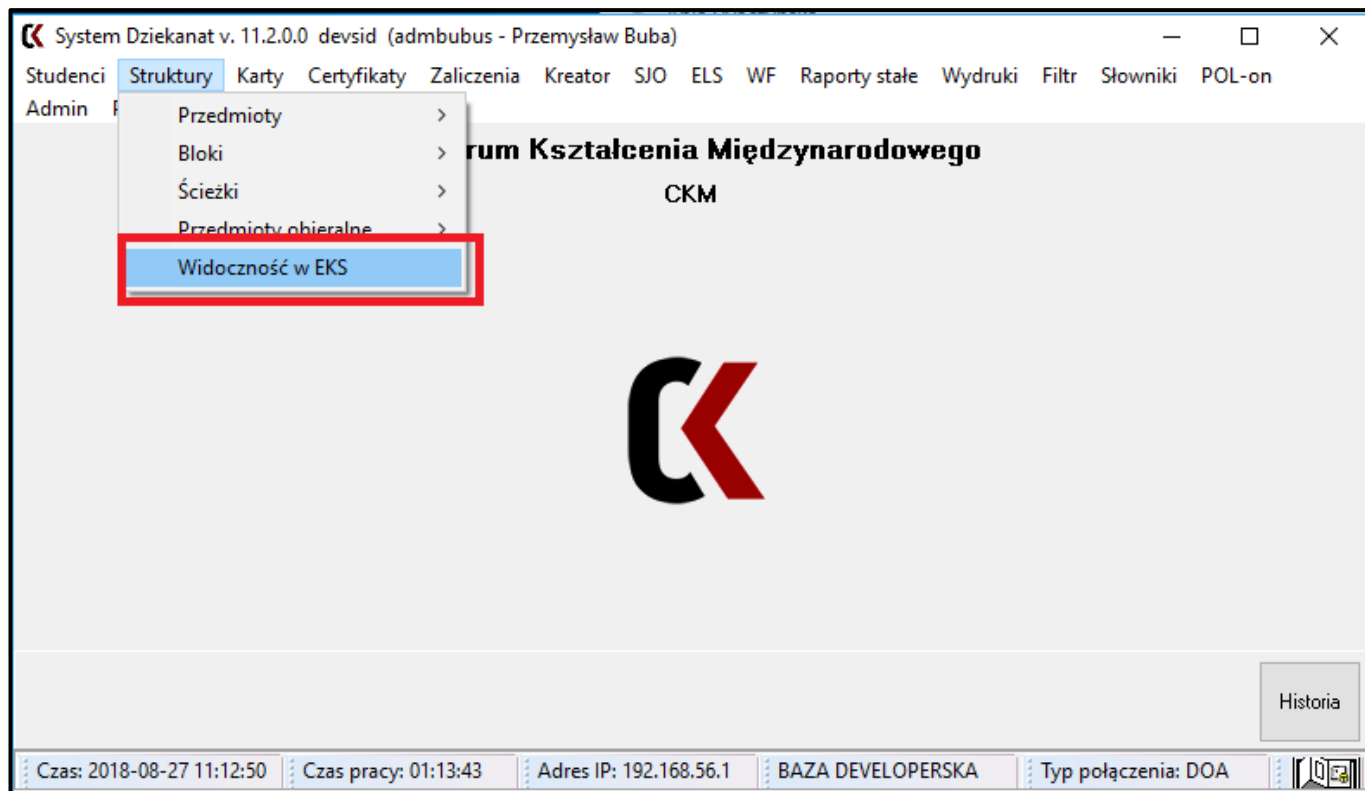 System Dziekanat v. 11.2.0.0 devsid (admbubus - Przemysław Buba)
Studenci Struktury Karty Certyfikaty Zaliczenia Kreator SJO ELS WF Raporty stałe Wydruki Filtr Słowniki POL-on
Admin
Przedmioty
rum Kształcenia Międzynarodowego
Bloki
Ścieżki
CKM
Przedmioty obieralne
Widoczność w EKS
Historia
Czas: 2018-08-27 11:12:50 Czas pracy: 01:13:43 Adres IP: 192.168.56.1 BAZA DEVELOPERSKA Typ połączenia: DOA